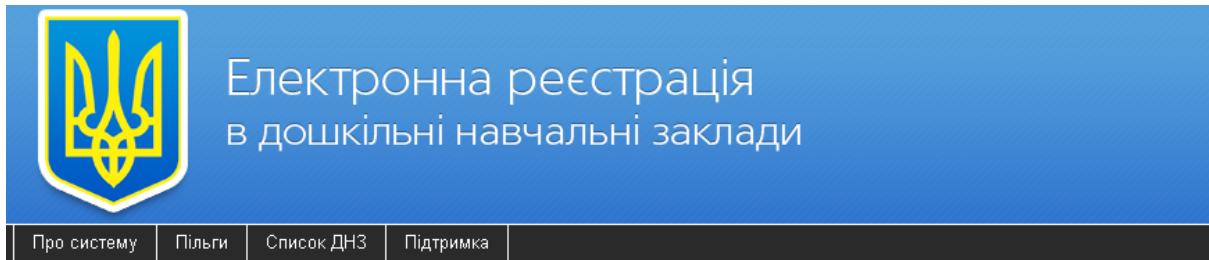 Електронна реєстрація
в дошкільні навчальні заклади
Про систему Пільги Список ДНЗ Підтримка